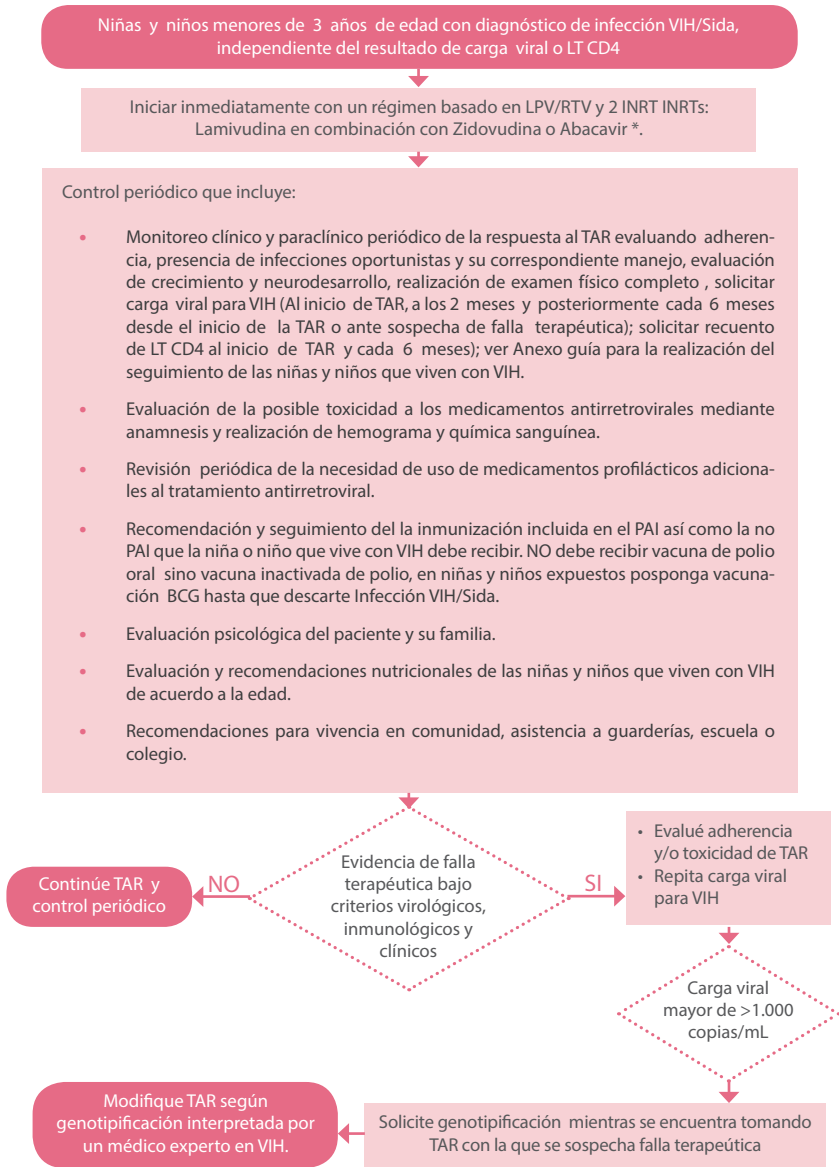 Niñas y niños menores de 3 años de edad con diagnóstico de infección VIH/Sida,
independiente del resultado de carga viral o LT CD4
Iniciar inmediatamente con un régimen basado en LPV/RTV y 2 INRT INRTs:
Lamivudina en combinación con Zidovudina o Abacavir *.
Control periódico que incluye:
• Monitoreo clínico y paraclínico periódico de la respuesta al TAR evaluando adheren-
cia, presencia de infecciones oportunistas y su correspondiente manejo, evaluación
de crecimiento y neurodesarrollo, realización de examen físico completo , solicitar
carga viral para VIH (Al inicio de TAR, a los 2 meses y posteriormente cada 6 meses
desde el inicio de la TAR o ante sospecha de falla terapéutica); solicitar recuento
de LT CD4 al inicio de TAR y cada 6 meses); ver Anexo guía para la realización del
seguimiento de las niñas y niños que viven con VIH.
• Evaluación de la posible toxicidad a los medicamentos antirretrovirales mediante
anamnesis y realización de hemograma y química sanguínea.
• Revisión periódica de la necesidad de uso de medicamentos profilácticos adiciona-
les al tratamiento antirretroviral.
• Recomendación y seguimiento del la inmunización incluida en el PAI así como la no
PAI que la niña o niño que vive con VIH debe recibir. NO debe recibir vacuna de polio
oral sino vacuna inactivada de polio, en niñas y niños expuestos posponga vacuna-
ción BCG hasta que descarte Infección VIH/Sida.
• Evaluación psicológica del paciente y su familia.
• Evaluación y recomendaciones nutricionales de las niñas y niños que viven con VIH
de acuerdo a la edad.
• Recomendaciones para vivencia en comunidad, asistencia a guarderías, escuela o
colegio.
Evidencia de falla
terapéutica bajo
criterios virológicos,
inmunológicos y
clínicos
NO
Continúe TAR y
control periódico
SI
• Evalué adherencia
y/o toxicidad de TAR
• Repita carga viral
para VIH
Carga viral
mayor de >1.000
copias/mL
Solicite genotipificación mientras se encuentra tomando
TAR con la que se sospecha falla terapeútica
Modifique TAR según
genotipificación interpretada por
un médico experto en VIH.